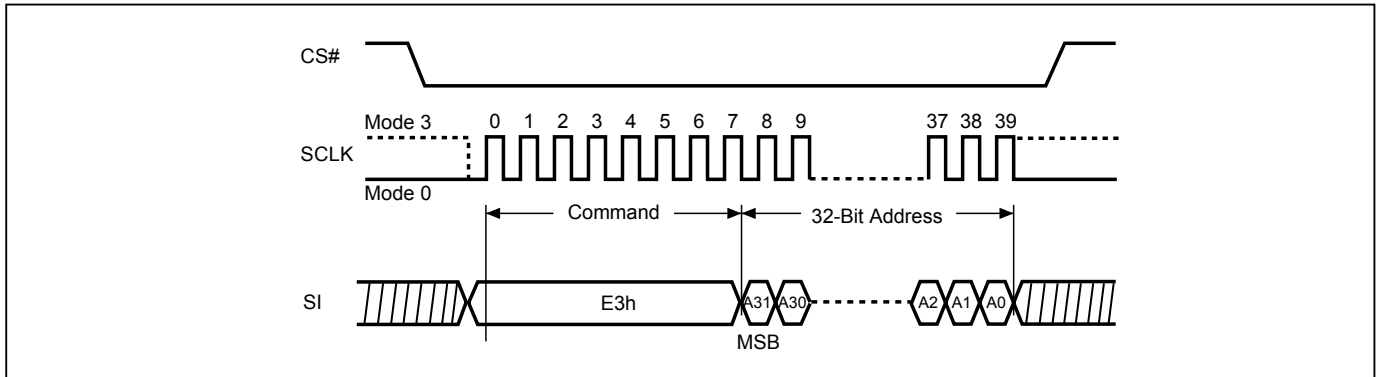 CS#
Mode 3
0 1 2 3 4 5 6 7 8 9 37 38 39
SCLK
Mode 0
Command
32-Bit Address
SI
E3h
A31 A30 A2 A1 A0
MSB